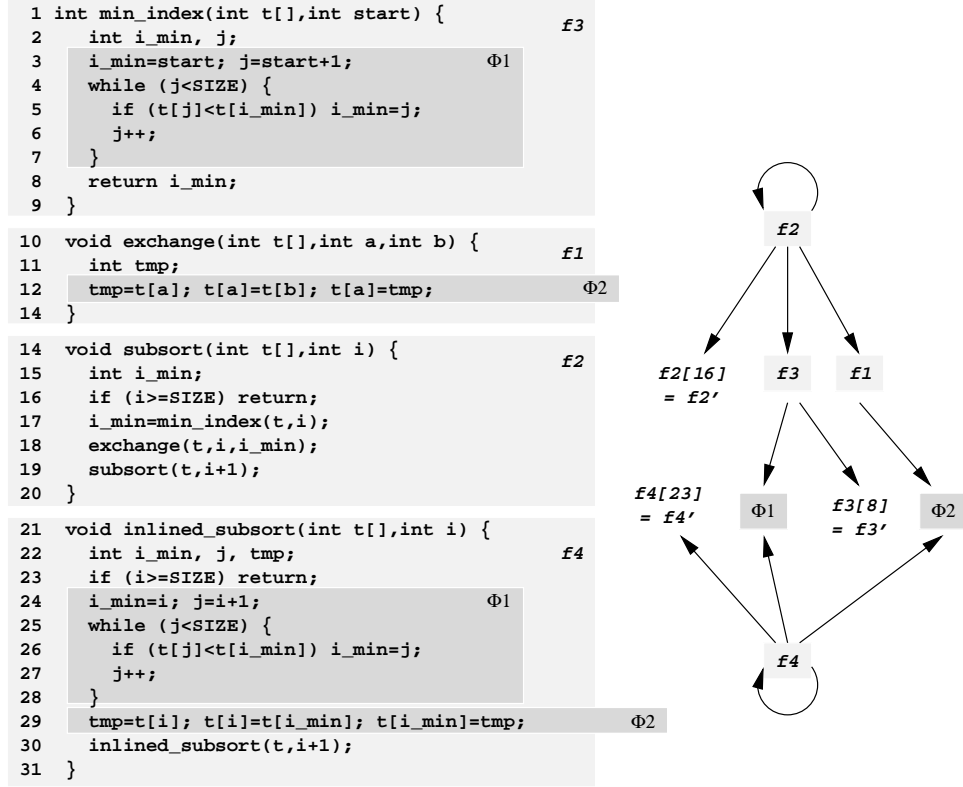 1 int min_index(int t[],int start) { f3
2 int i_min, j;
3 i_min=start; j=start+1; Φ1
4 while (j<SIZE) {
5 if (t[j]<t[i_min]) i_min=j;
6 j++;
7 }
8 return i_min;
9 }
10 void exchange(int t[],int a,int b) { f1
11 int tmp;
12 tmp=t[a]; t[a]=t[b]; t[a]=tmp; Φ2
14 }
14 void subsort(int t[],int i) { f2
15 int i_min;
16 if (i>=SIZE) return;
17 i_min=min_index(t,i);
18 exchange(t,i,i_min);
19 subsort(t,i+1);
20 }
21 void inlined_subsort(int t[],int i) {
22 int i_min, j, tmp; f4
23 if (i>=SIZE) return;
24 i_min=i; j=i+1; Φ1
25 while (j<SIZE) {
26 if (t[j]<t[i_min]) i_min=j;
27 j++;
28 }
29 tmp=t[i]; t[i]=t[i_min]; t[i_min]=tmp; Φ2
30 inlined_subsort(t,i+1);
31 }
f2
f2[16] f3 f1
= f2′
f4[23] Φ1 f3[8] Φ2
= f4′ = f3′
f4